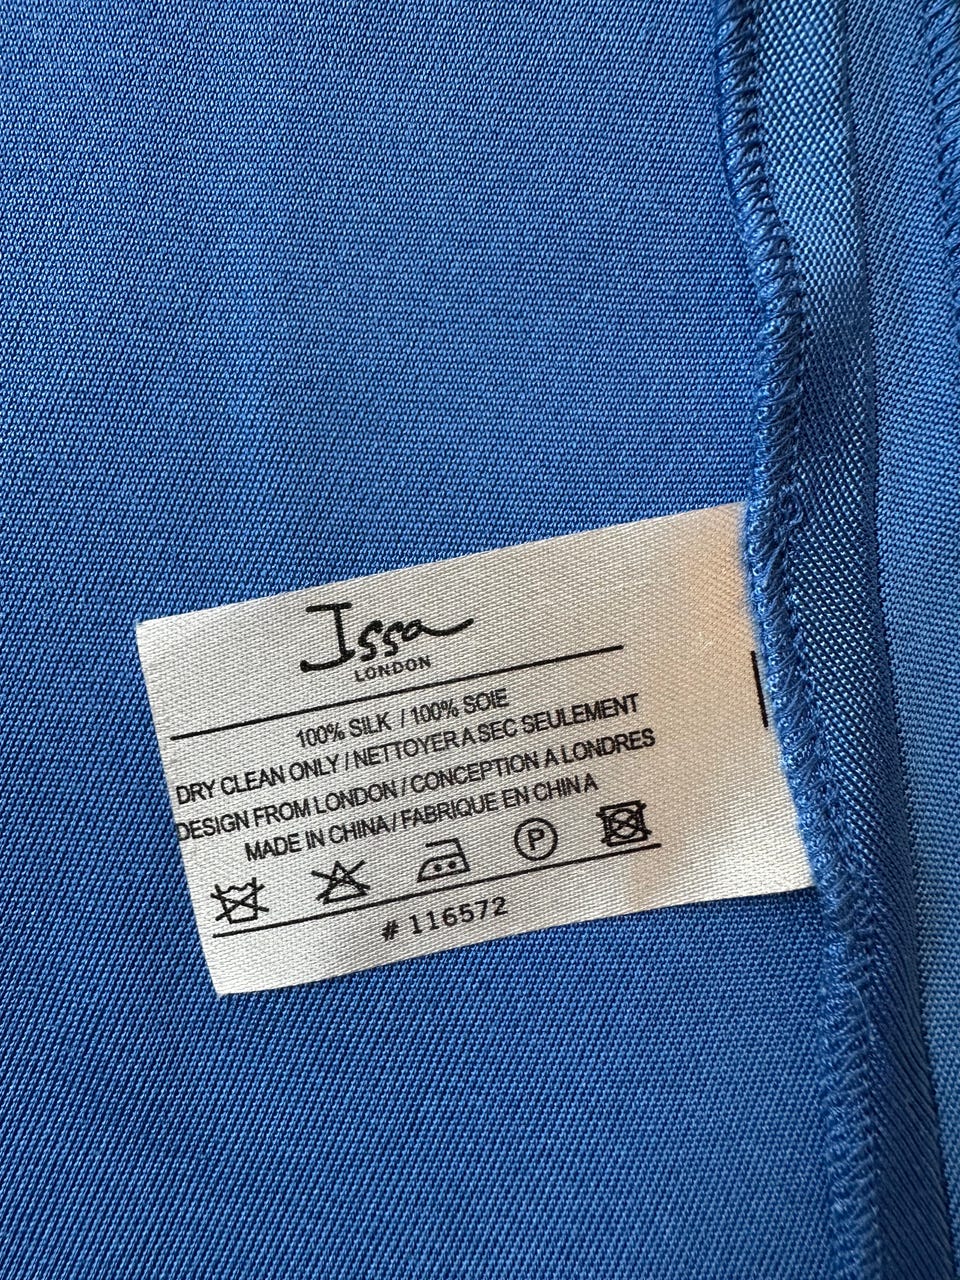 Issa
LONDON
100% SILK / 100% SOIE
DRY CLEAN ONLY / NETTOYER A SEC SEULEMENT
DESIGN FROM LONDON / CONCEPTION A LONDRES
MADE IN CHINA / FABRIQUE EN CHINA
P
# 116572